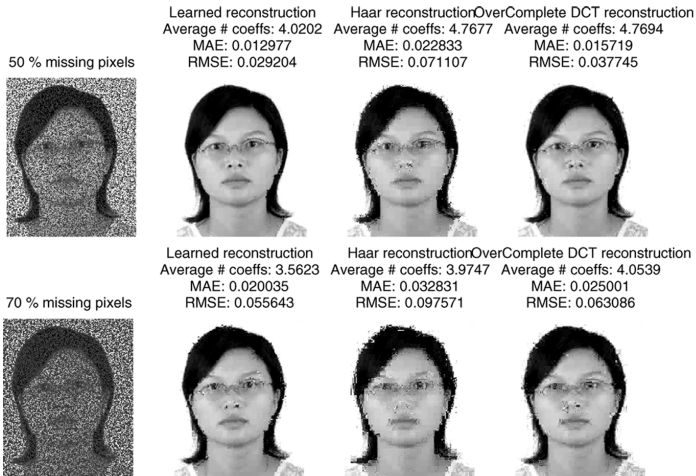 Learned reconstruction
Average # coeffs: 4.0202
MAE: 0.012977
RMSE: 0.029204
Haar reconstruction
Average # coeffs: 4.7677
MAE: 0.022833
RMSE: 0.071107
OverComplete DCT reconstruction
Average # coeffs: 4.7694
MAE: 0.015719
RMSE: 0.037745
50 % missing pixels
Learned reconstruction
Average # coeffs: 3.5623
MAE: 0.020035
RMSE: 0.055643
Haar reconstruction
Average # coeffs: 3.9747
MAE: 0.032831
RMSE: 0.097571
OverComplete DCT reconstruction
Average # coeffs: 4.0539
MAE: 0.025001
RMSE: 0.063086
70 % missing pixels